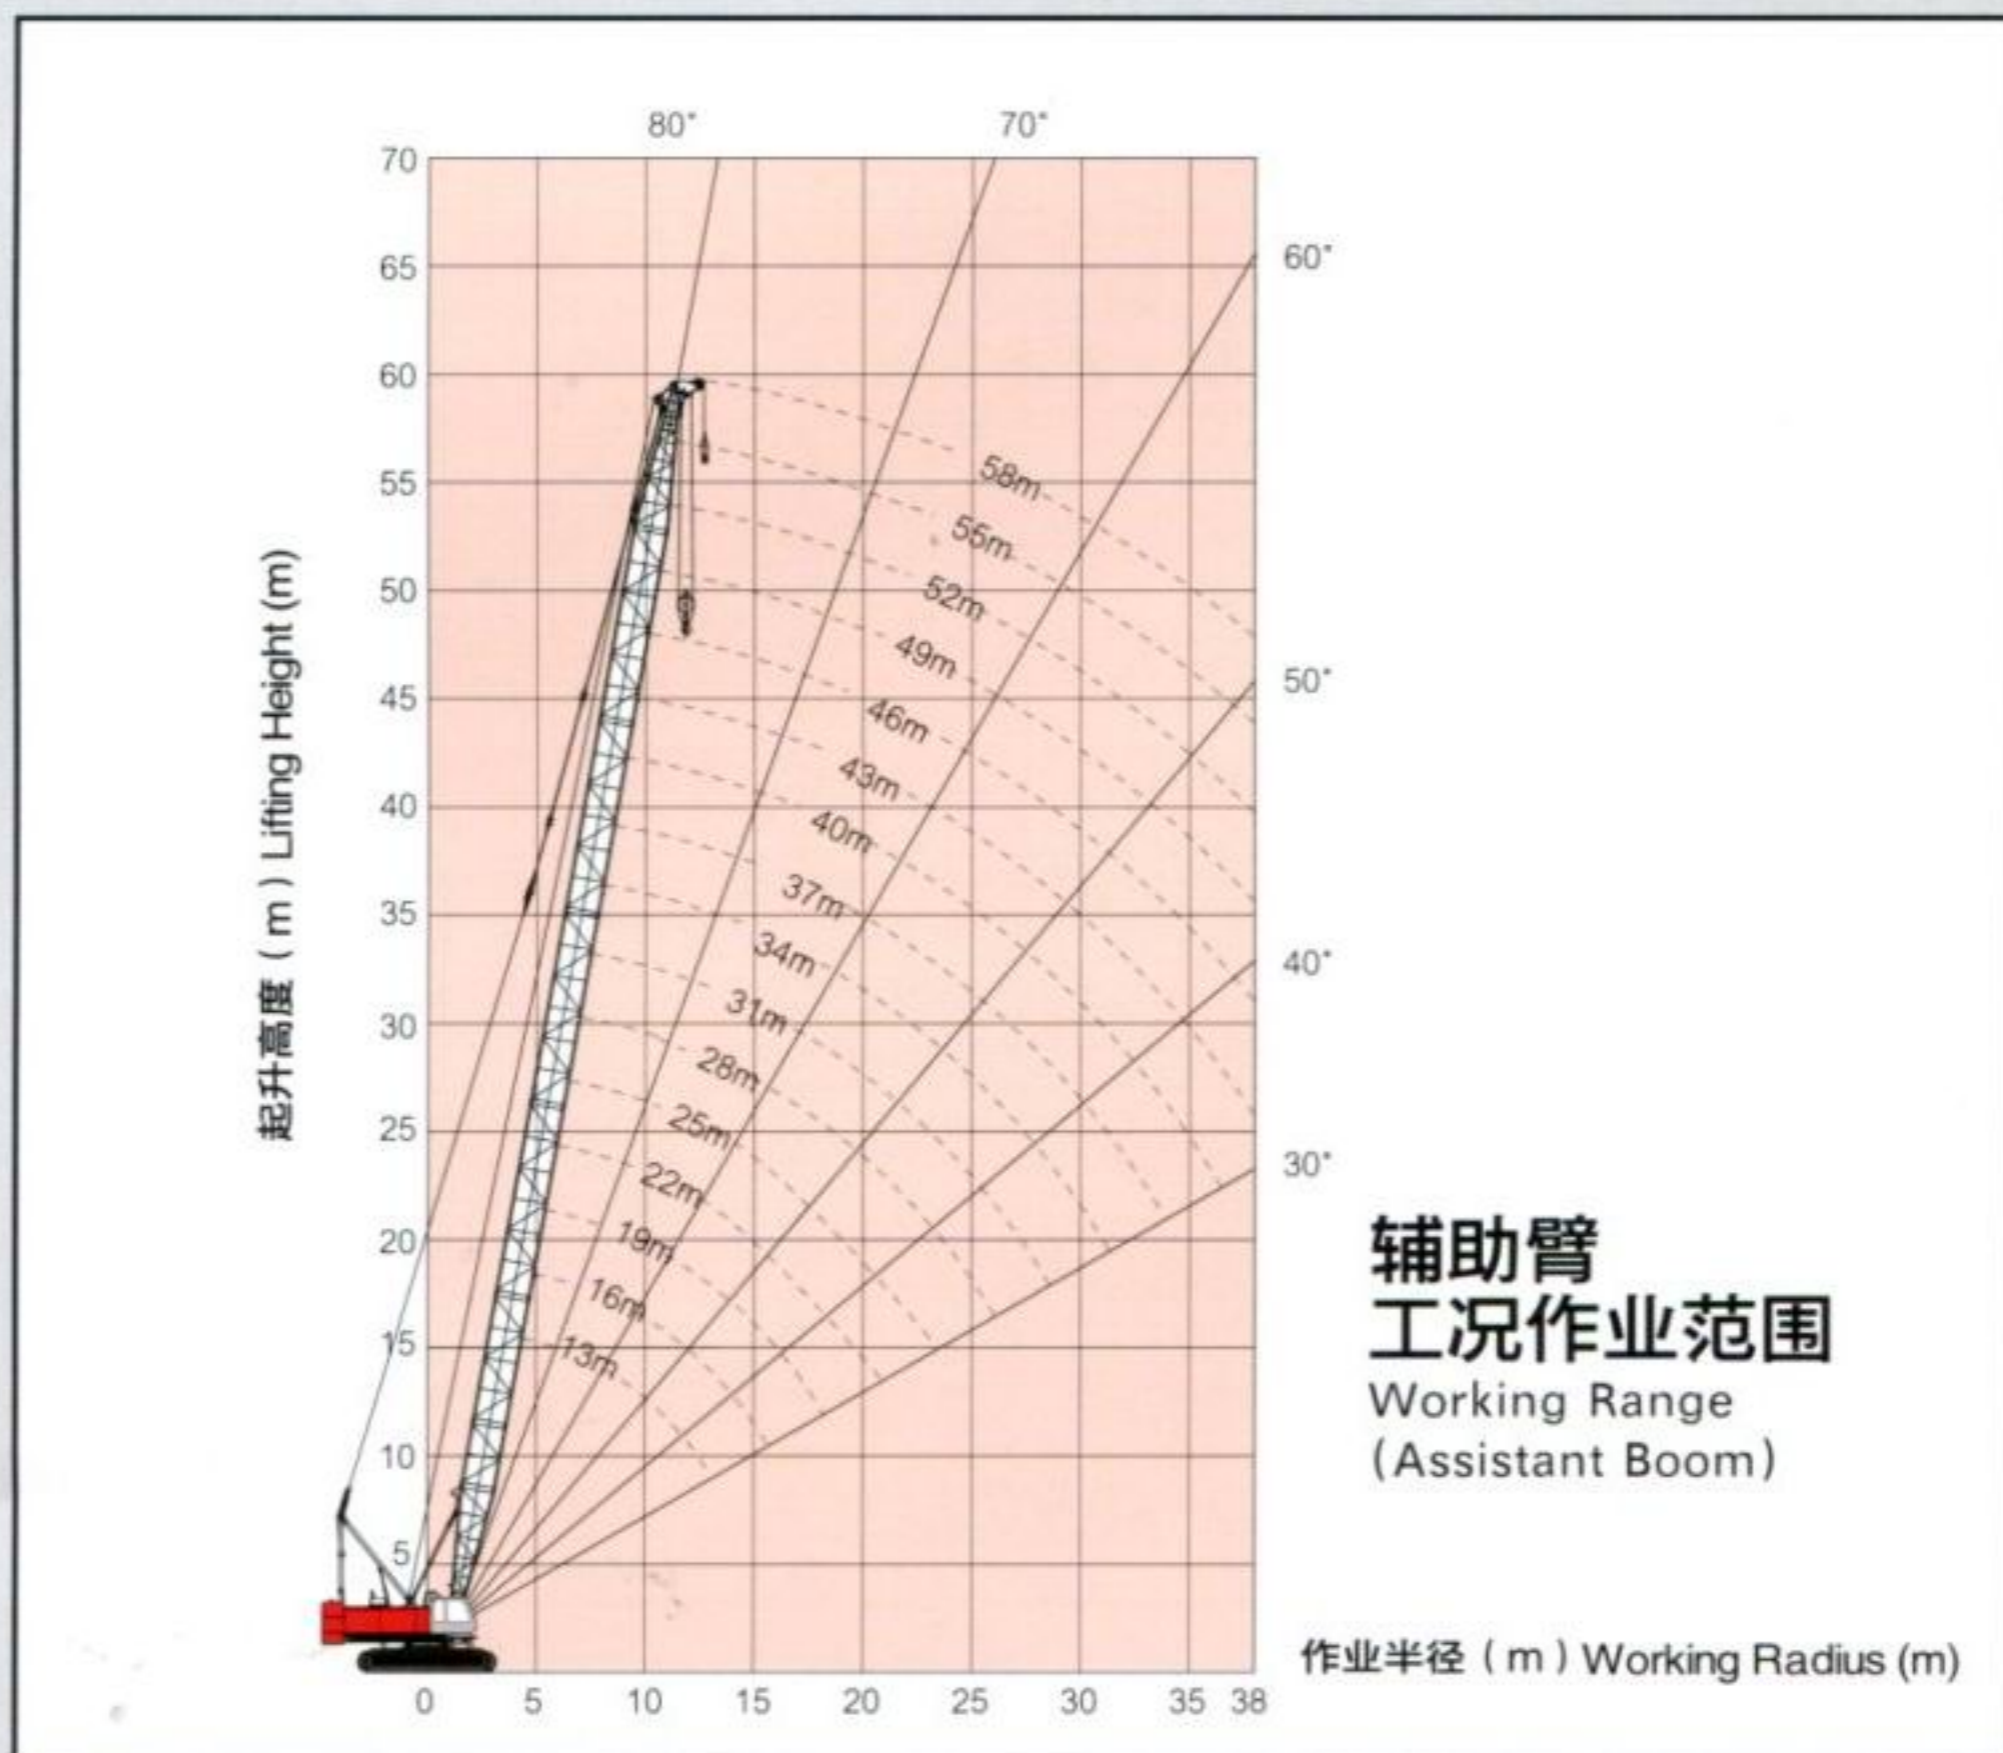 80° 70°
70
65
60°
60
55
50
50°
45
40
40°
35
30
30°
25
20
15
10
5
58m
55m
52m
49m
46m
43m
40m
37m
34m
31m
28m
25m
22m
19m
16m
13m
起升高度（m）Lifting Height (m)
辅助臂
工况作业范围
Working Range
(Assistant Boom)
作业半径（m）Working Radius (m)
0 5 10 15 20 25 30 35 38